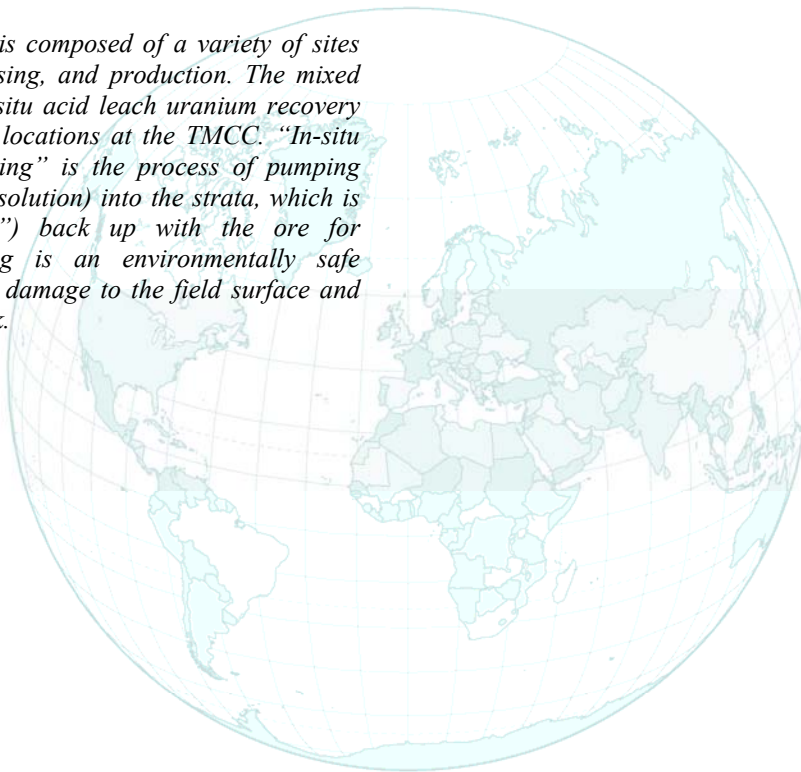 is composed of a variety of sites
sing, and production. The mixed
situ acid leach uranium recovery
locations at the TMCC. “In-situ
ing” is the process of pumping
solution) into the strata, which is
”) back up with the ore for
g is an environmentally safe
damage to the field surface and